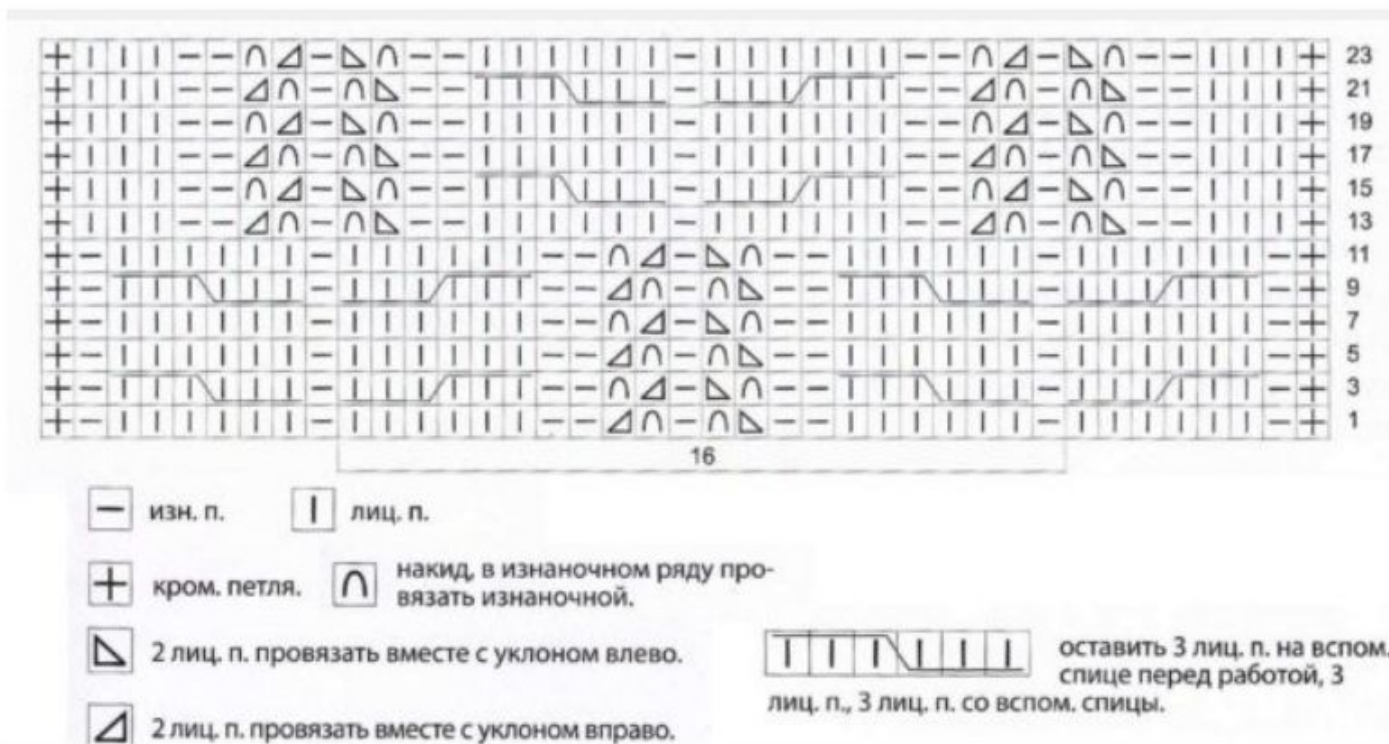 23
21
19
17
15
13
11
9
7
5
3
1
16
изн. п.
лиц. п.
кром. петля.
накид, в изнаночном ряду про-
вязать изнаночной.
2 лиц. п. провязать вместе с уклоном влево.
2 лиц. п. провязать вместе с уклоном вправо.
оставить 3 лиц. п. на вспом.
спице перед работой, 3
лиц. п., 3 лиц. п. со вспом. спицы.